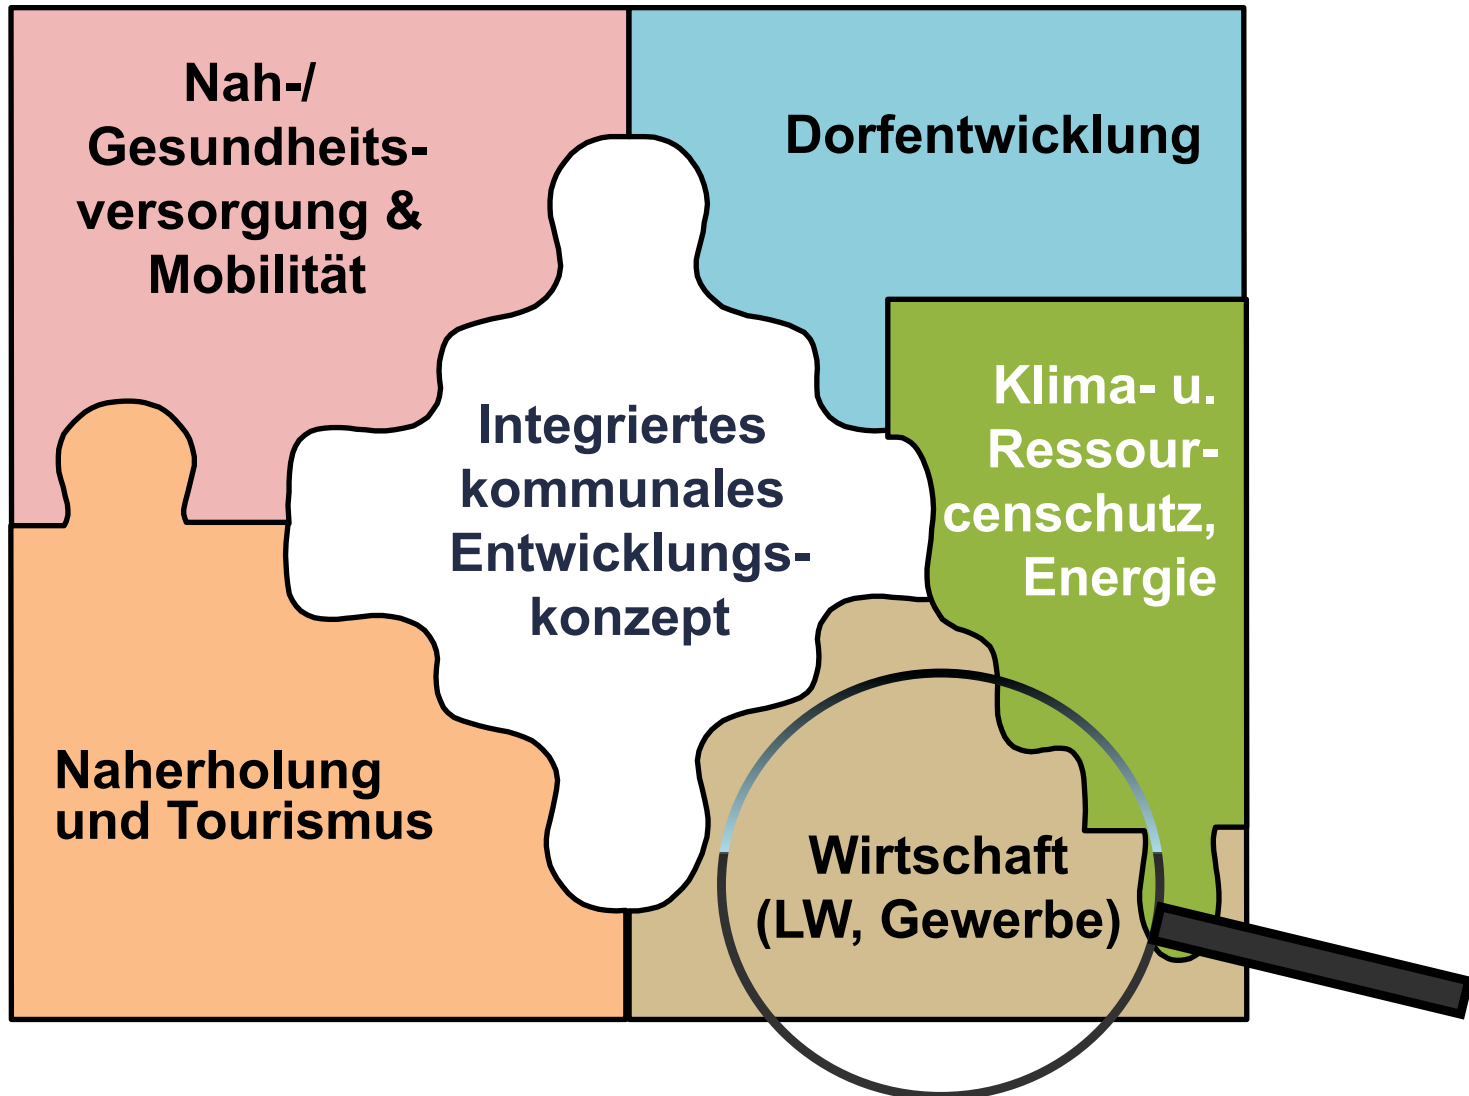 Nah-/
Gesundheits-
versorgung &
Mobilität
Dorfentwicklung
Klima- u.
Ressour-
censchutz,
Energie
Integriertes
kommunales
Entwicklungs-
konzept
Naherholung
und Tourismus
Wirtschaft
(LW, Gewerbe)